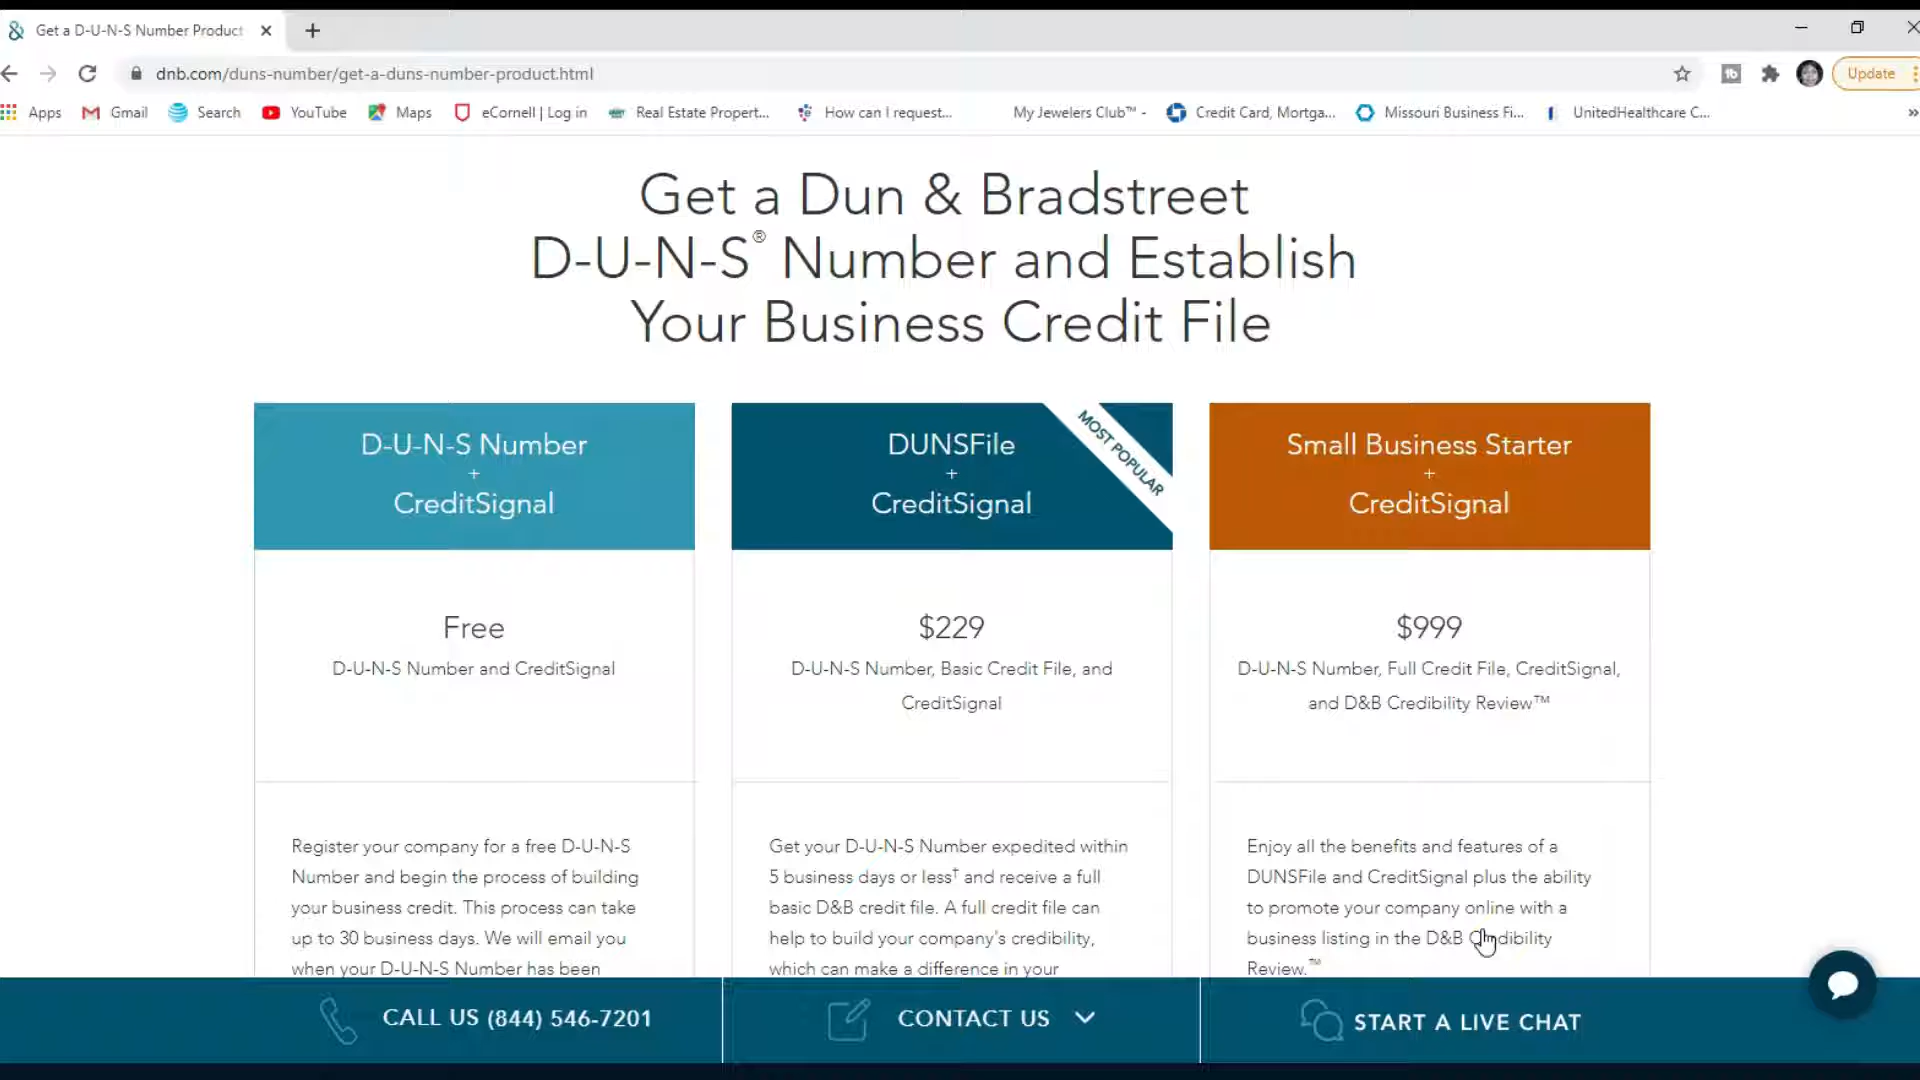 Get a D-U-N-S Number Product
dnb.com/duns-number/get-a-duns-number-product.html
Update
Apps
Gmail
Search
YouTube
Maps
eCornell | Log in
Real Estate Propert...
How can I request...
My Jewelers Club™ -
Credit Card, Mortga...
Missouri Business Fi...
UnitedHealthcare C...
»
Get a Dun & Bradstreet
D-U-N-S® Number and Establish
Your Business Credit File
D-U-N-S Number
+
CreditSignal
Free
D-U-N-S Number and CreditSignal
Register your company for a free D-U-N-S
Number and begin the process of building
your business credit. This process can take
up to 30 business days. We will email you
when your D-U-N-S Number has been
DUNSFile
+
CreditSignal
MOST POPULAR
$229
D-U-N-S Number, Basic Credit File, and
CreditSignal
Get your D-U-N-S Number expedited within
5 business days or less† and receive a full
basic D&B credit file. A full credit file can
help to build your company's credibility,
which can make a difference in your
Small Business Starter
+
CreditSignal
$999
D-U-N-S Number, Full Credit File, CreditSignal,
and D&B Credibility Review™
Enjoy all the benefits and features of a
DUNSFile and CreditSignal plus the ability
to promote your company online with a
business listing in the D&B Credibility
Review.™
CALL US (844) 546-7201
CONTACT US
START A LIVE CHAT